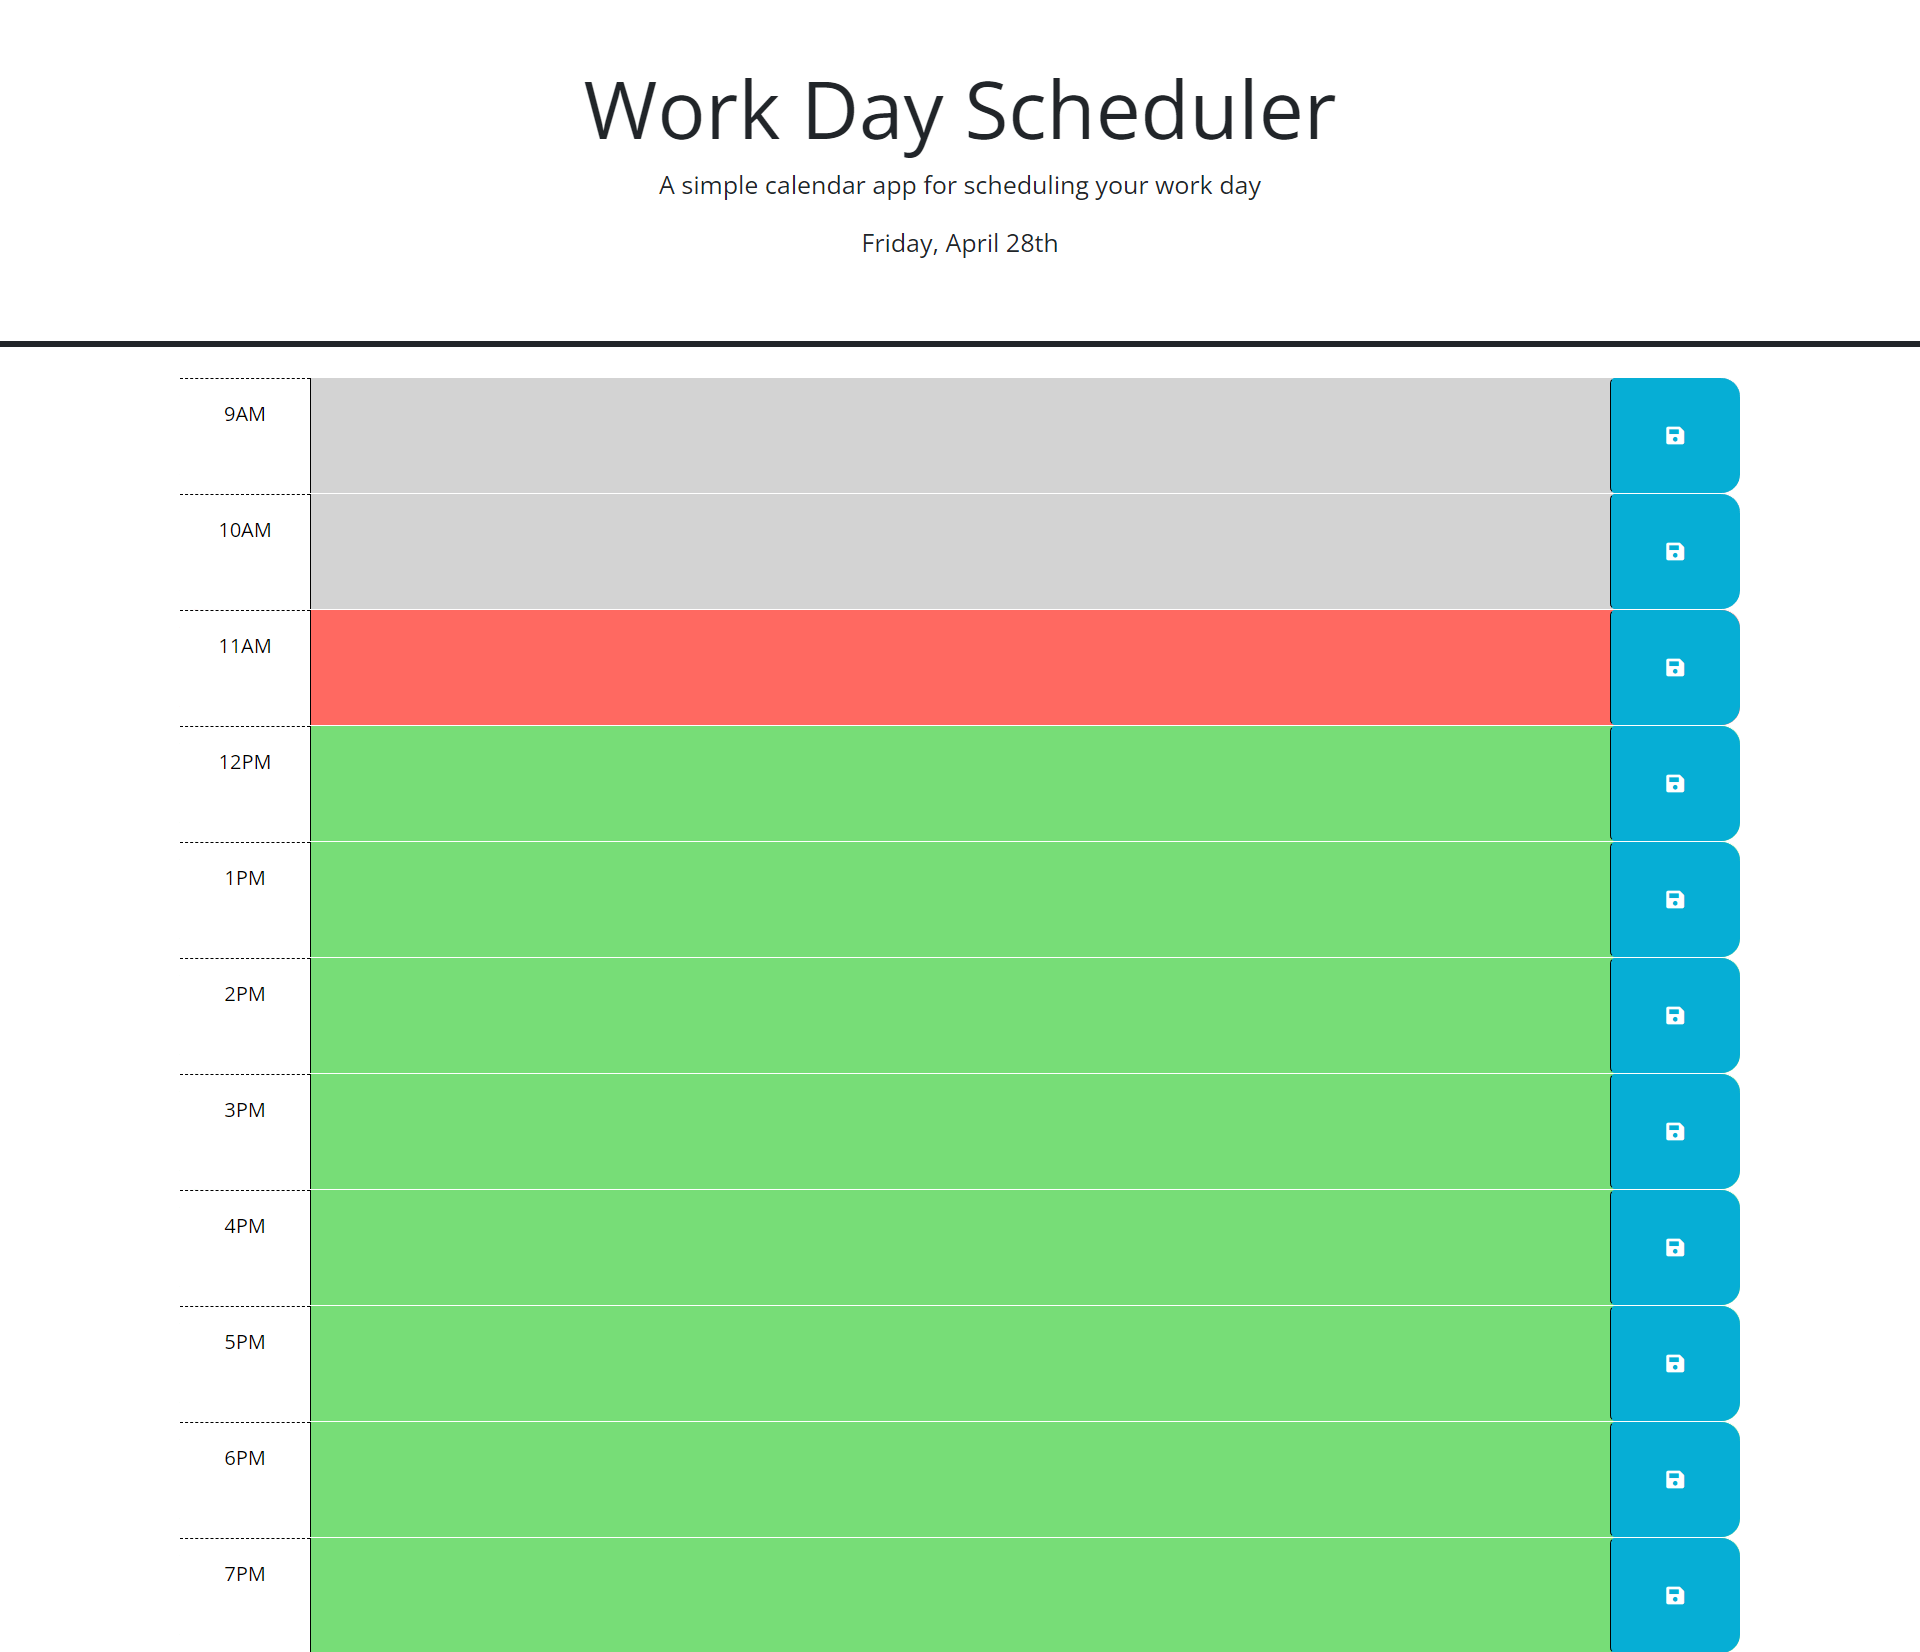 Work Day Scheduler
A simple calendar app for scheduling your work day
Friday, April 28th
9AM
10AM
11AM
12PM
1PM
2PM
3PM
4PM
5PM
6PM
7PM